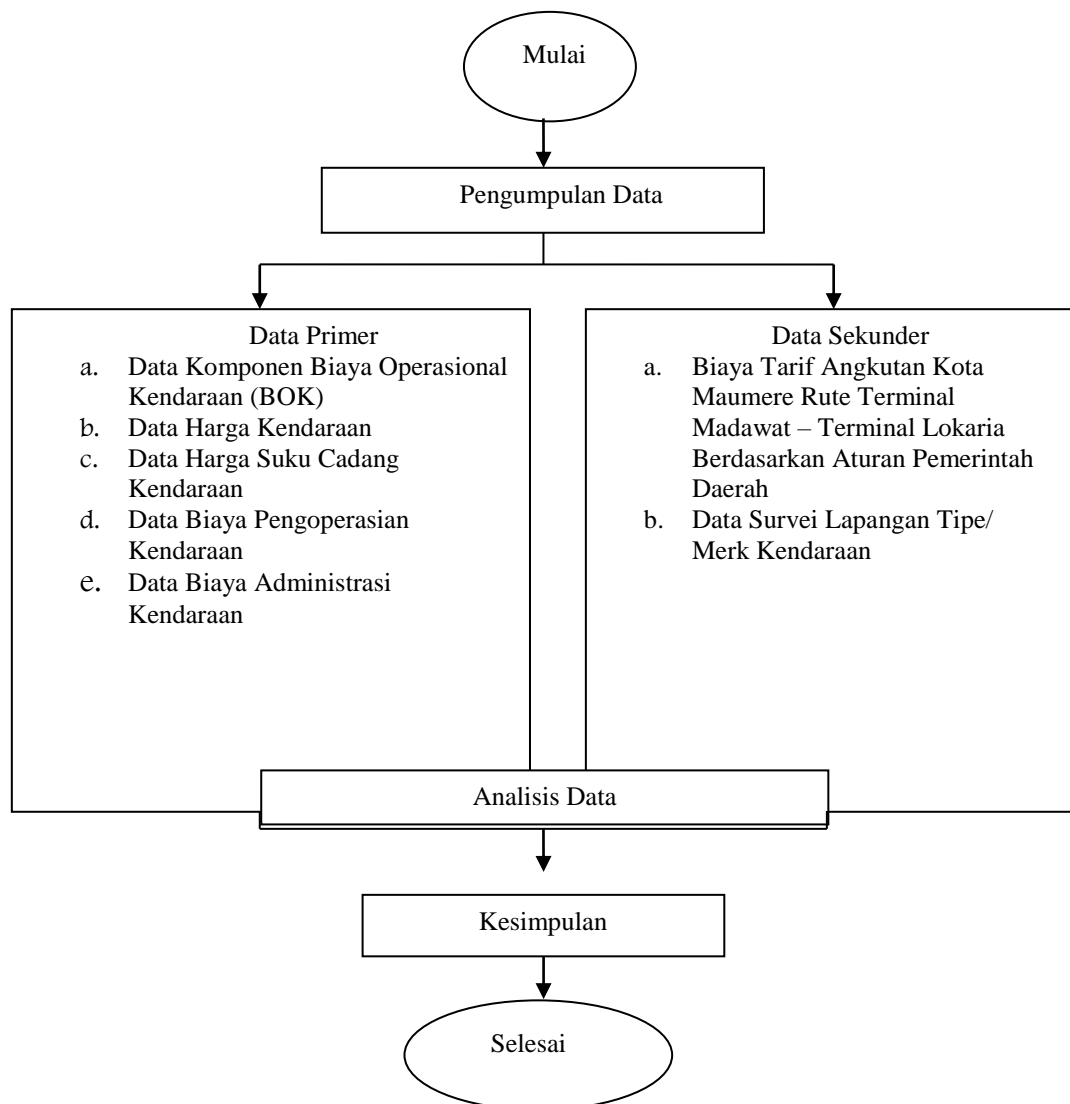 Mulai
Pengumpulan Data
Data Primer
a. Data Komponen Biaya Operasional
Kendaraan (BOK)
b. Data Harga Kendaraan
c. Data Harga Suku Cadang
Kendaraan
d. Data Biaya Pengoperasian
Kendaraan
e. Data Biaya Administrasi
Kendaraan
Data Sekunder
a. Biaya Tarif Angkutan Kota
Maumere Rute Terminal
Madawat – Terminal Lokaria
Berdasarkan Aturan Pemerintah
Daerah
b. Data Survei Lapangan Tipe/
Merk Kendaraan
Analisis Data
Kesimpulan
Selesai